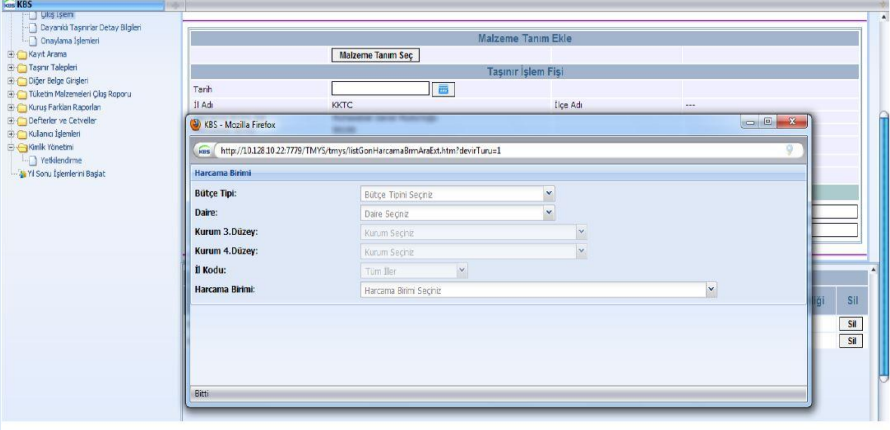 KBS
Çıkış İşlemi
Dayanıklı Taşınırlar Detay Bilgileri
Onaylama İşlemleri
Kayıt Arama
Taşınır Talepleri
Diğer Belge Girişleri
Tüketim Malzemeleri Çıkış Raporu
Kuruş Farkları Raporları
Defterler ve Cetveller
Kullanıcı İşlemleri
Kimlik Yönetimi
Yetkilendirme
Yıl Sonu İşlemlerini Başlat
Malzeme Tanım Ekle
Malzeme Tanım Seç
Taşınır İşlem Fişi
Tarih
İl Adı KKTC İlçe Adı ---
KBS - Mozilla Firefox
KBS http://10.128.10.22:7779/TMYS/tmys/listGonHarcamaBrmAraExt.htm?devirTuru=1
Harcama Birimi
Bütçe Tipi: Bütçe Tipini Seçiniz
Daire: Daire Seçiniz
Kurum 3.Düzey: Kurum Seçiniz
Kurum 4.Düzey: Kurum Seçiniz
İl Kodu: Tüm İller
Harcama Birimi: Harcama Birimi Seçiniz
Bitti
Sil
Sil
Sil